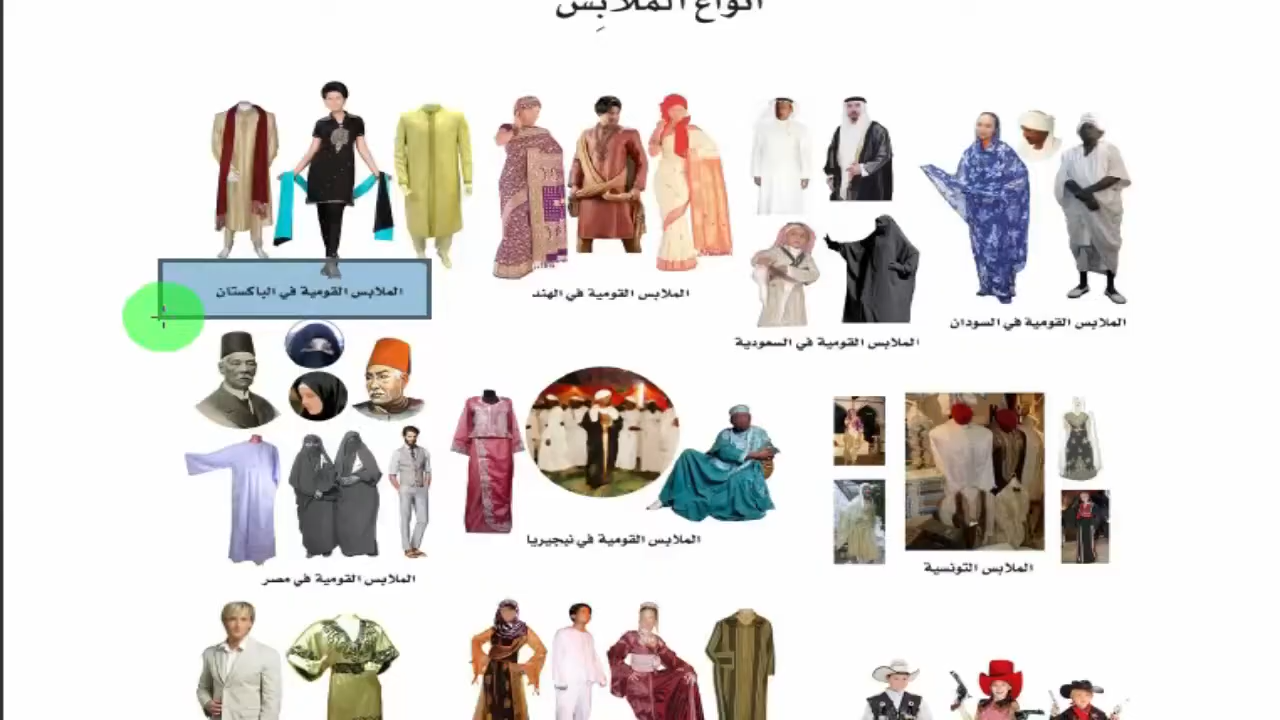 أنواع الملابِس
الملابس القومية في السودان
الملابس القومية في السعودية
الملابس القومية في الهند
الملابس القومية في الباكستان
الملابس التونسية
الملابس القومية في نيجيريا
الملابس القومية في مصر